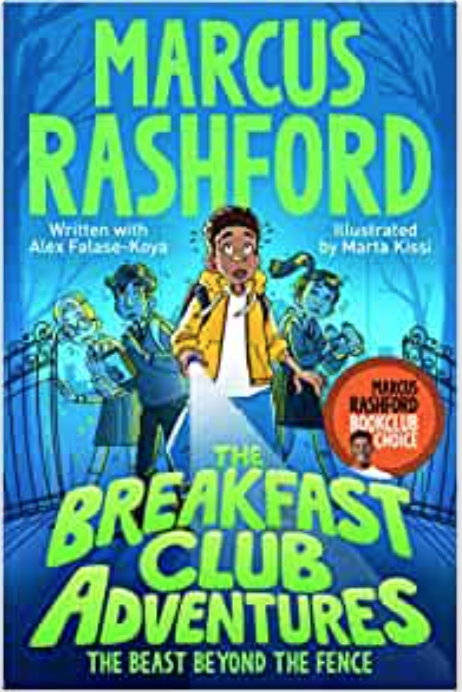 MARCUS
RASHFORD
Written with
Alex Falase-Koya
Illustrated
by Marta Kissi
MARCUS
RASHFORD
BOOKCLUB
CHOICE
THE
BREAKFAST
CLUB
ADVENTURES
THE BEAST BEYOND THE FENCE